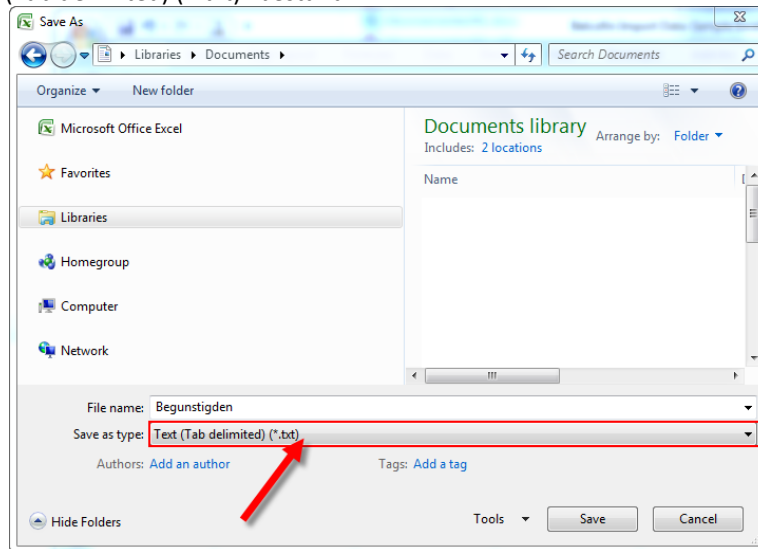 Save As
Libraries Documents
Search Documents
Organize New folder
Microsoft Office Excel
Favorites
Libraries
Homegroup
Computer
Network
Documents library
Includes: 2 locations
Arrange by: Folder
Name
File name: Begunstigden
Save as type: Text (Tab delimited) (*.txt)
Authors: Add an author Tags: Add a tag
Hide Folders
Tools Save Cancel